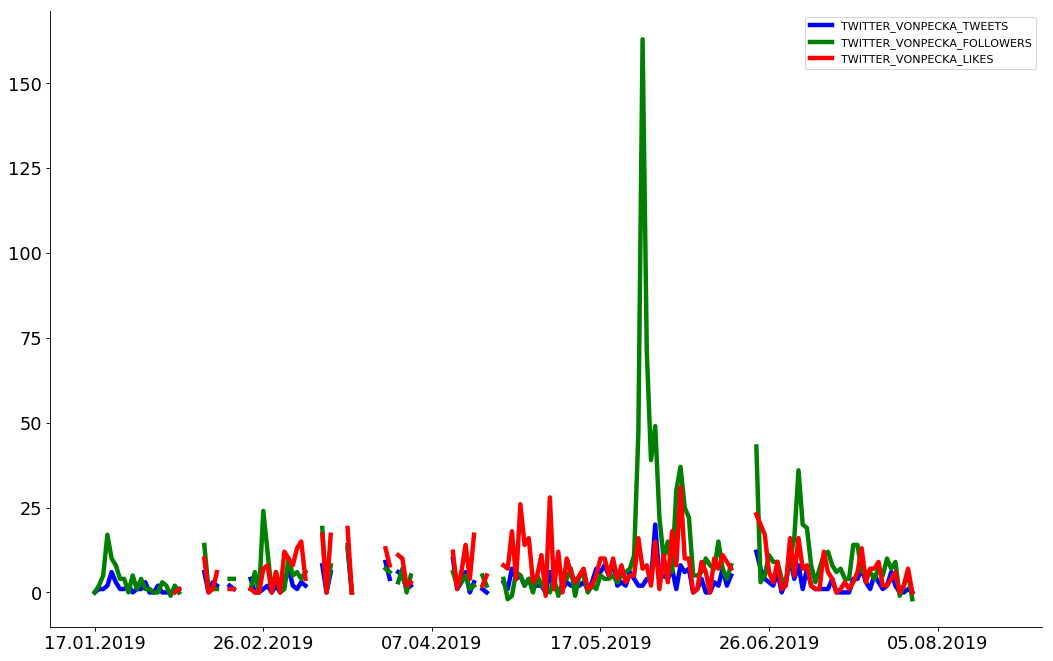 TWITTER_VONPECKA_TWEETS
TWITTER_VONPECKA_FOLLOWERS
TWITTER_VONPECKA_LIKES
150
125
100
75
50
25
0
17.01.2019 26.02.2019 07.04.2019 17.05.2019 26.06.2019 05.08.2019